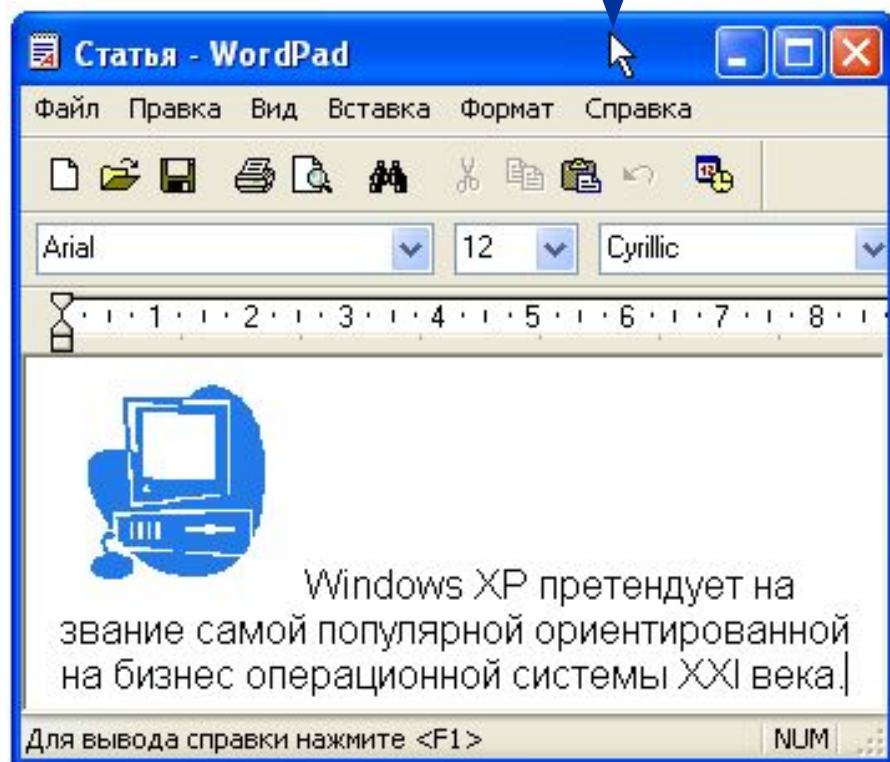 Статья - WordPad
Файл Правка Вид Вставка Формат Справка
12
Arial 12 Cyrillic
1 2 3 4 5 6 7 8
Windows XP претендует на
звание самой популярной ориентированной
на бизнес операционной системы XXI века.
Для вывода справки нажмите <F1> NUM